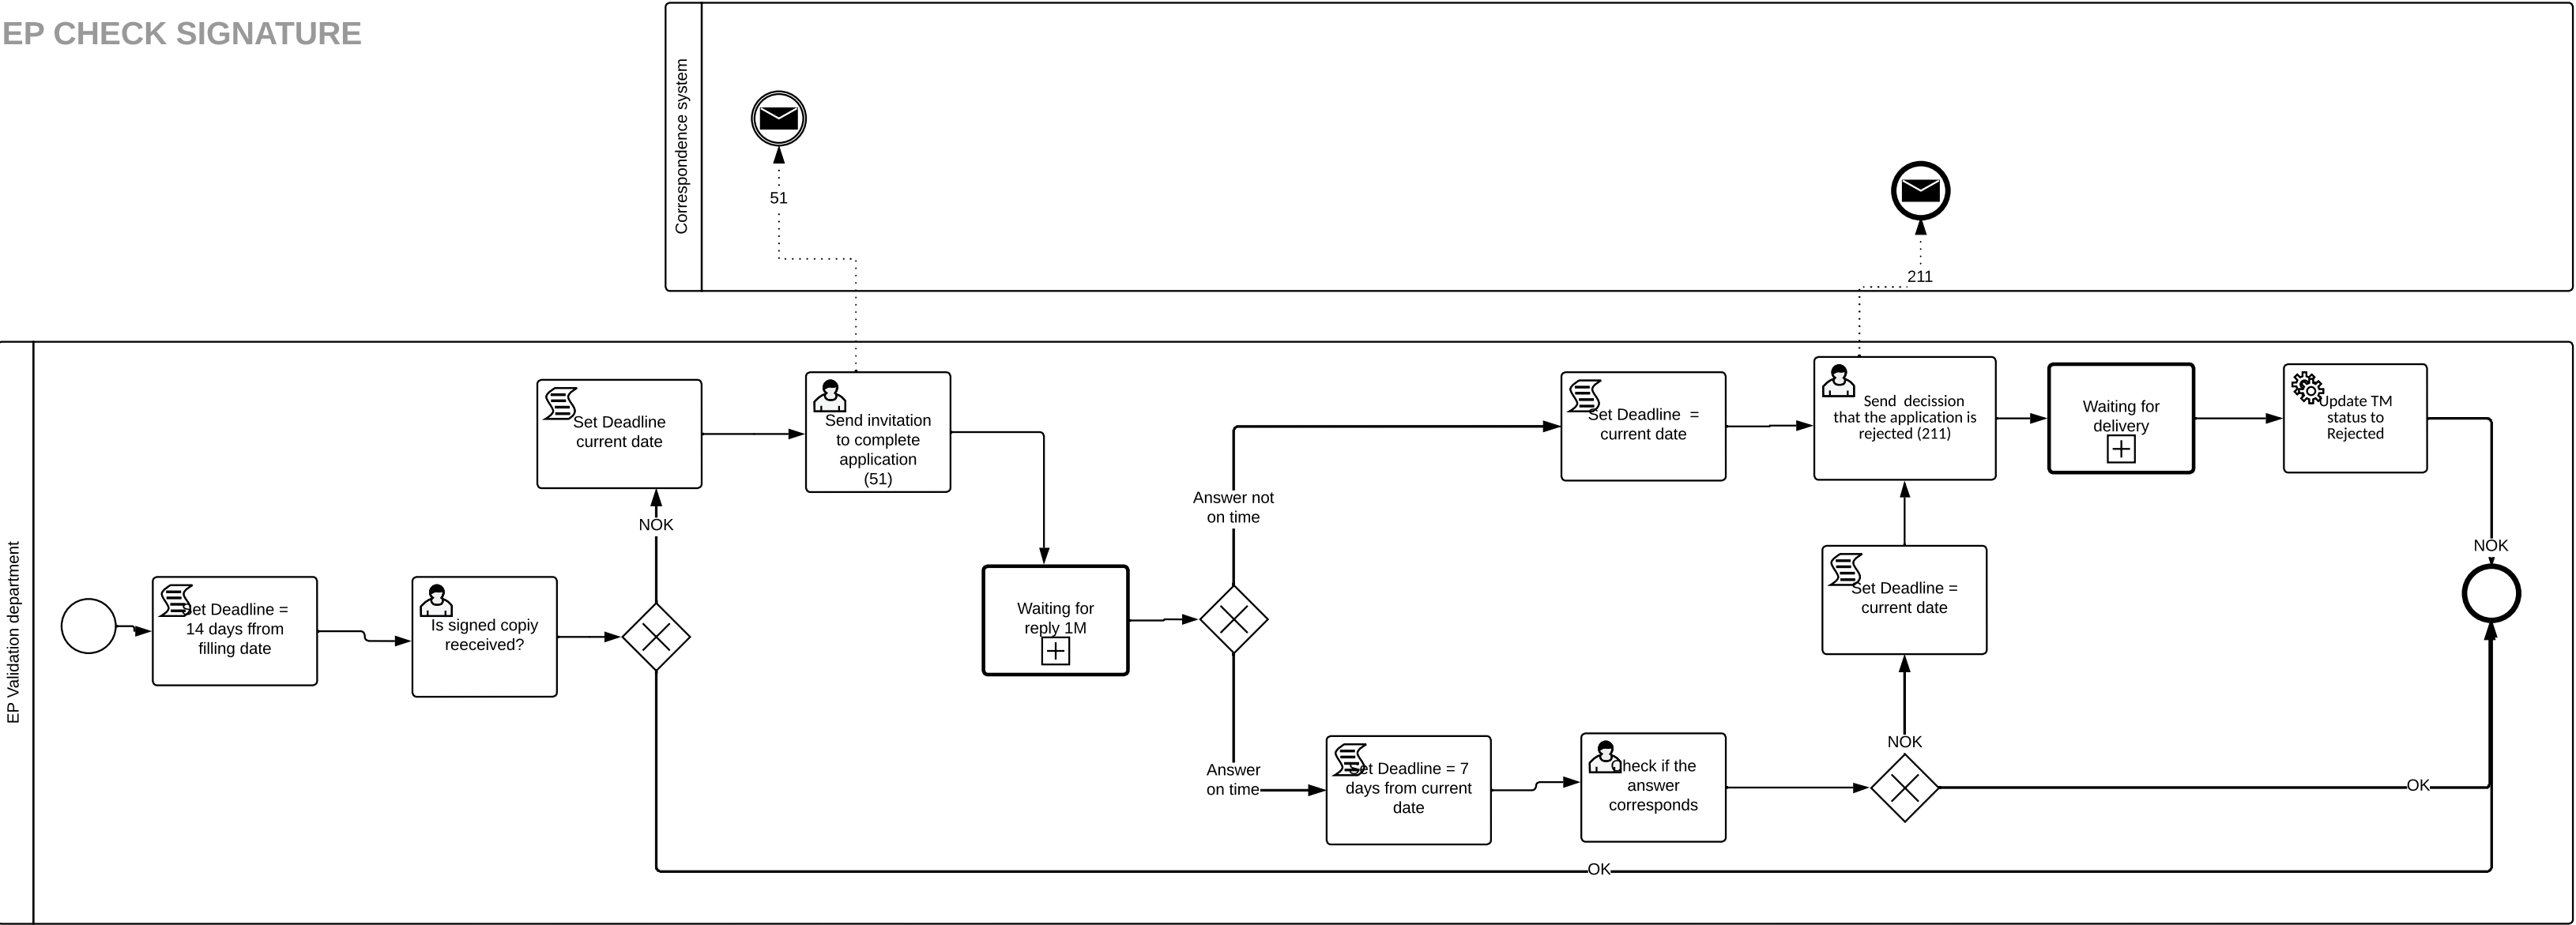 EP CHECK SIGNATURE
Correspondence system
51
211
EP Validation department
Set Deadline =
14 days ffrom
filling date
Is signed copiy
reeceived?
NOK
Set Deadline
current date
Send invitation
to complete
application
(51)
Waiting for
reply 1M
Answer not
on time
Answer
on time
Set Deadline =
current date
Send decission
that the application is
rejected (211)
Waiting for
delivery
Update TM
status to
Rejected
NOK
Set Deadline =
current date
NOK
Set Deadline = 7
days from current
date
Check if the
answer
corresponds
OK
OK